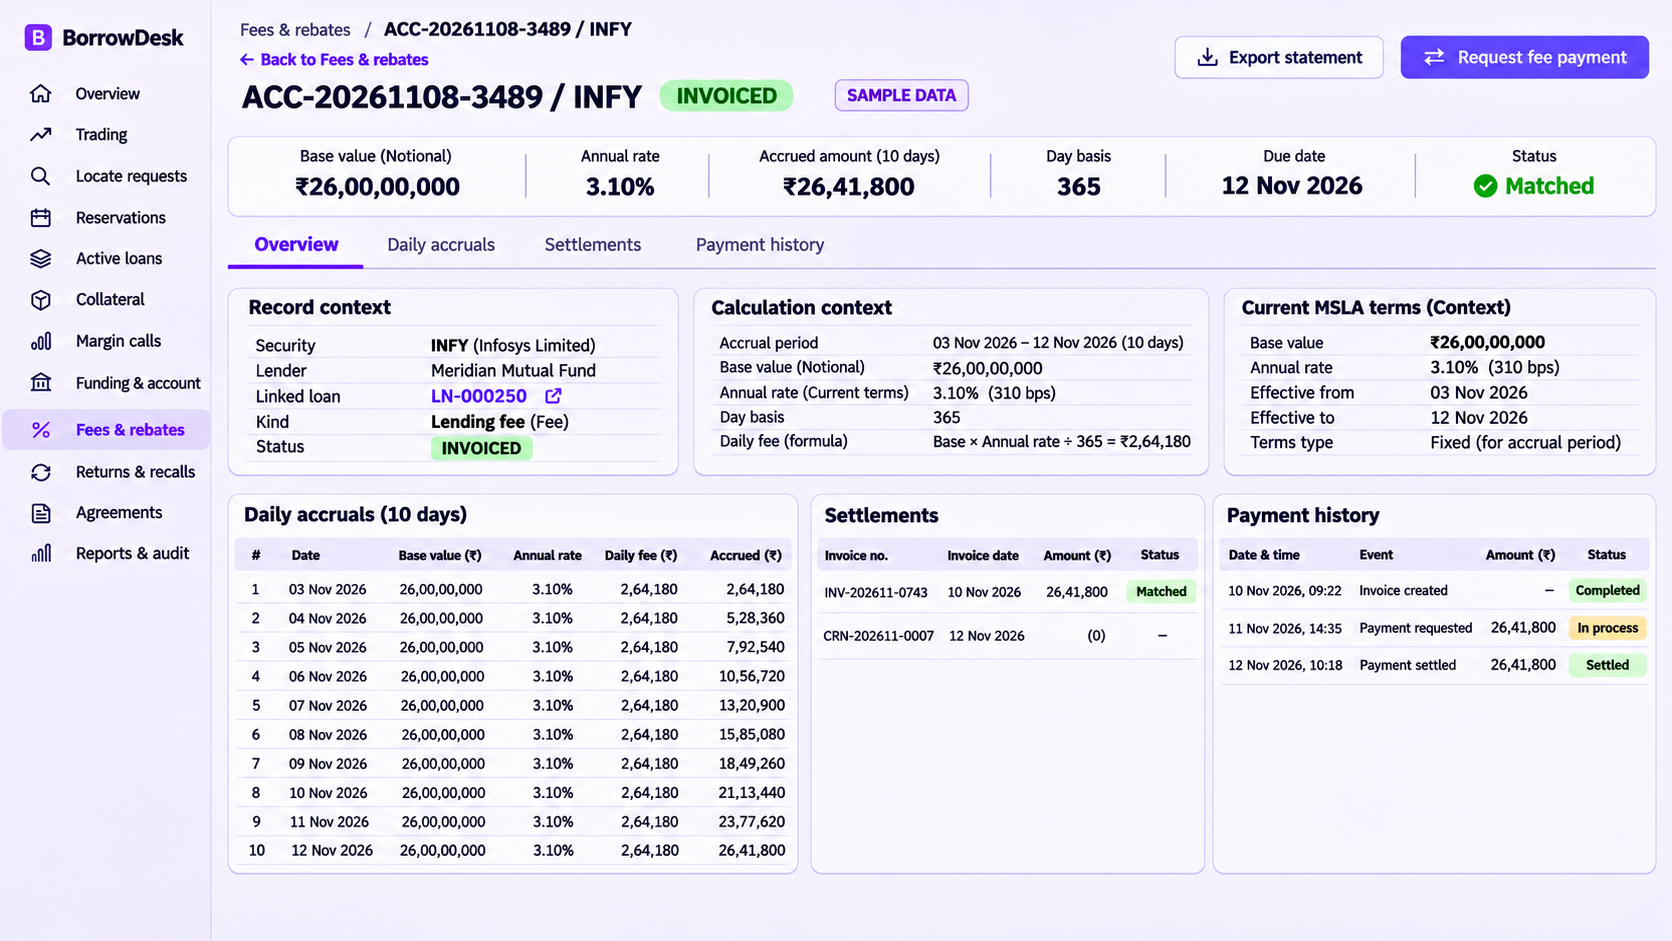 B BorrowDesk
Overview
Trading
Locate requests
Reservations
Active loans
Collateral
Margin calls
Funding & account
Fees & rebates
Returns & recalls
Agreements
Reports & audit
Fees & rebates / ACC-20261108-3489 / INFY
← Back to Fees & rebates
ACC-20261108-3489 / INFY INVOICED SAMPLE DATA
Export statement
Request fee payment
Base value (Notional) Annual rate Accrued amount (10 days) Day basis Due date Status
₹26,00,00,000 3.10% ₹26,41,800 365 12 Nov 2026 Matched
Overview Daily accruals Settlements Payment history
Record context
Security INFY (Infosys Limited)
Lender Meridian Mutual Fund
Linked loan LN-000250
Kind Lending fee (Fee)
Status INVOICED
Calculation context
Accrual period 03 Nov 2026 – 12 Nov 2026 (10 days)
Base value (Notional) ₹26,00,00,000
Annual rate (Current terms) 3.10% (310 bps)
Day basis 365
Daily fee (formula) Base × Annual rate ÷ 365 = ₹2,64,180
Current MSLA terms (Context)
Base value ₹26,00,00,000
Annual rate 3.10% (310 bps)
Effective from 03 Nov 2026
Effective to 12 Nov 2026
Terms type Fixed (for accrual period)
Daily accruals (10 days)
# Date Base value (₹) Annual rate Daily fee (₹) Accrued (₹)
1 03 Nov 2026 26,00,00,000 3.10% 2,64,180 2,64,180
2 04 Nov 2026 26,00,00,000 3.10% 2,64,180 5,28,360
3 05 Nov 2026 26,00,00,000 3.10% 2,64,180 7,92,540
4 06 Nov 2026 26,00,00,000 3.10% 2,64,180 10,56,720
5 07 Nov 2026 26,00,00,000 3.10% 2,64,180 13,20,900
6 08 Nov 2026 26,00,00,000 3.10% 2,64,180 15,85,080
7 09 Nov 2026 26,00,00,000 3.10% 2,64,180 18,49,260
8 10 Nov 2026 26,00,00,000 3.10% 2,64,180 21,13,440
9 11 Nov 2026 26,00,00,000 3.10% 2,64,180 23,77,620
10 12 Nov 2026 26,00,00,000 3.10% 2,64,180 26,41,800
Settlements
Invoice no. Invoice date Amount (₹) Status
INV-202611-0743 10 Nov 2026 26,41,800 Matched
CRN-202611-0007 12 Nov 2026 (0) –
Payment history
Date & time Event Amount (₹) Status
10 Nov 2026, 09:22 Invoice created – Completed
11 Nov 2026, 14:35 Payment requested 26,41,800 In process
12 Nov 2026, 10:18 Payment settled 26,41,800 Settled